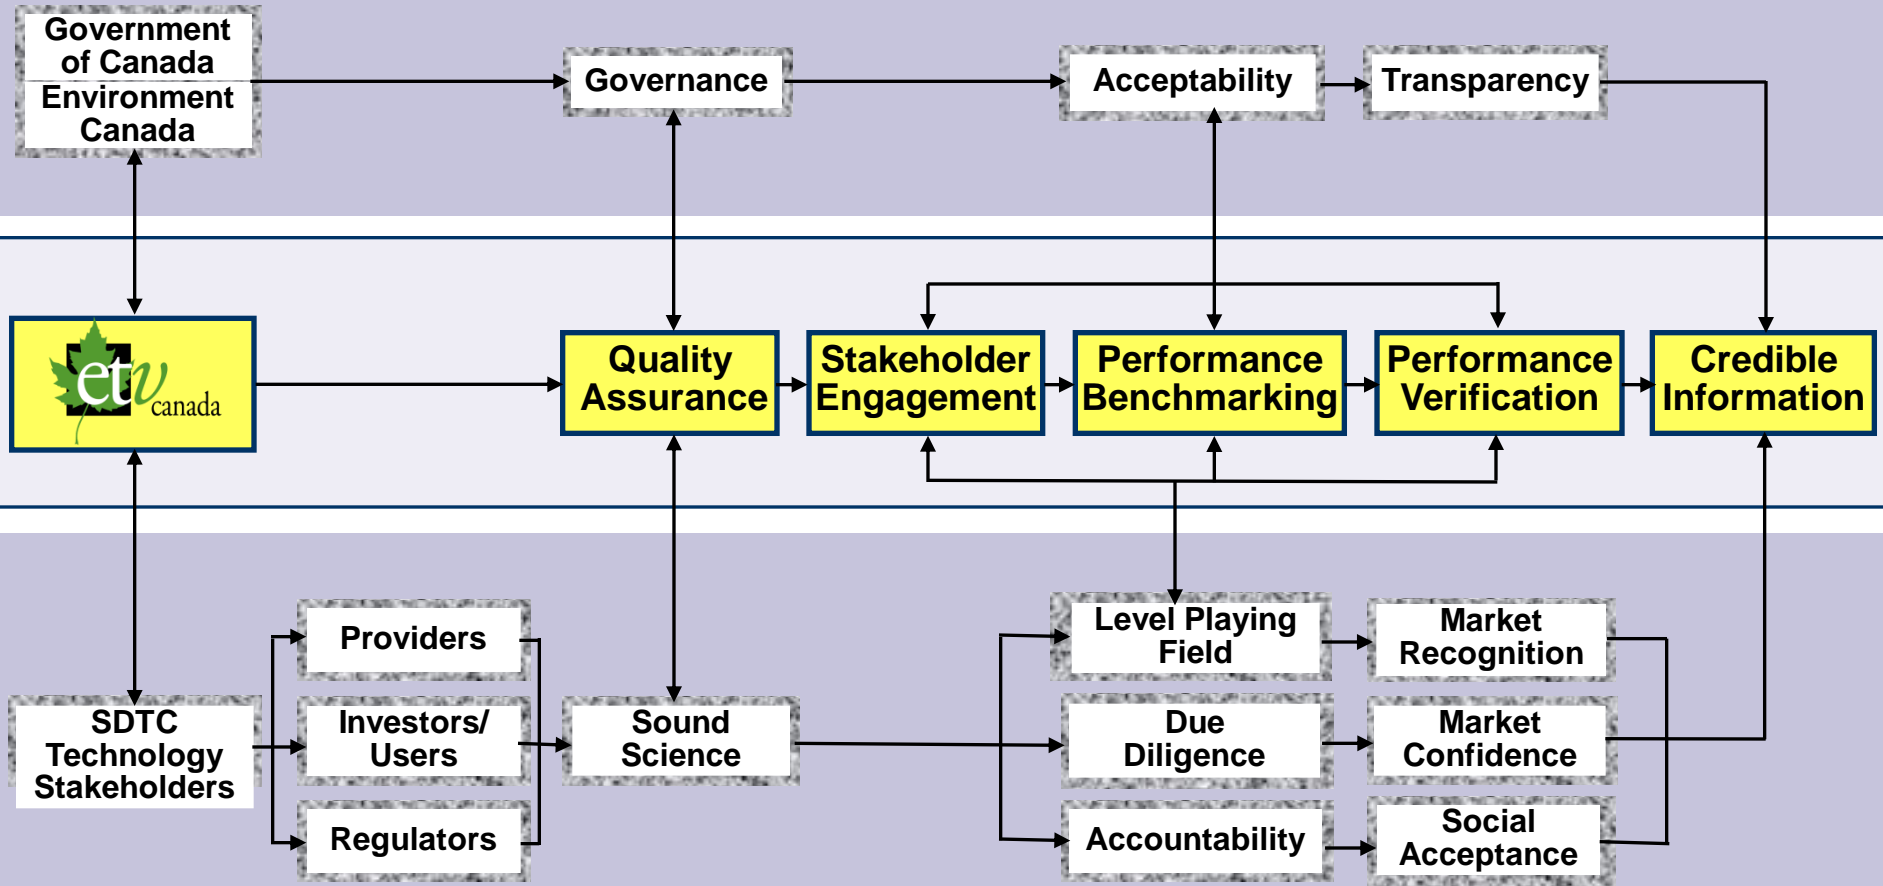 Government
of Canada
Environment
Canada
Governance
Acceptability
Transparency
etv
canada
Quality
Assurance
Stakeholder
Engagement
Performance
Benchmarking
Performance
Verification
Credible
Information
SDTC
Technology
Stakeholders
Providers
Investors/
Users
Regulators
Sound
Science
Level Playing
Field
Market
Recognition
Due
Diligence
Market
Confidence
Accountability
Social
Acceptance